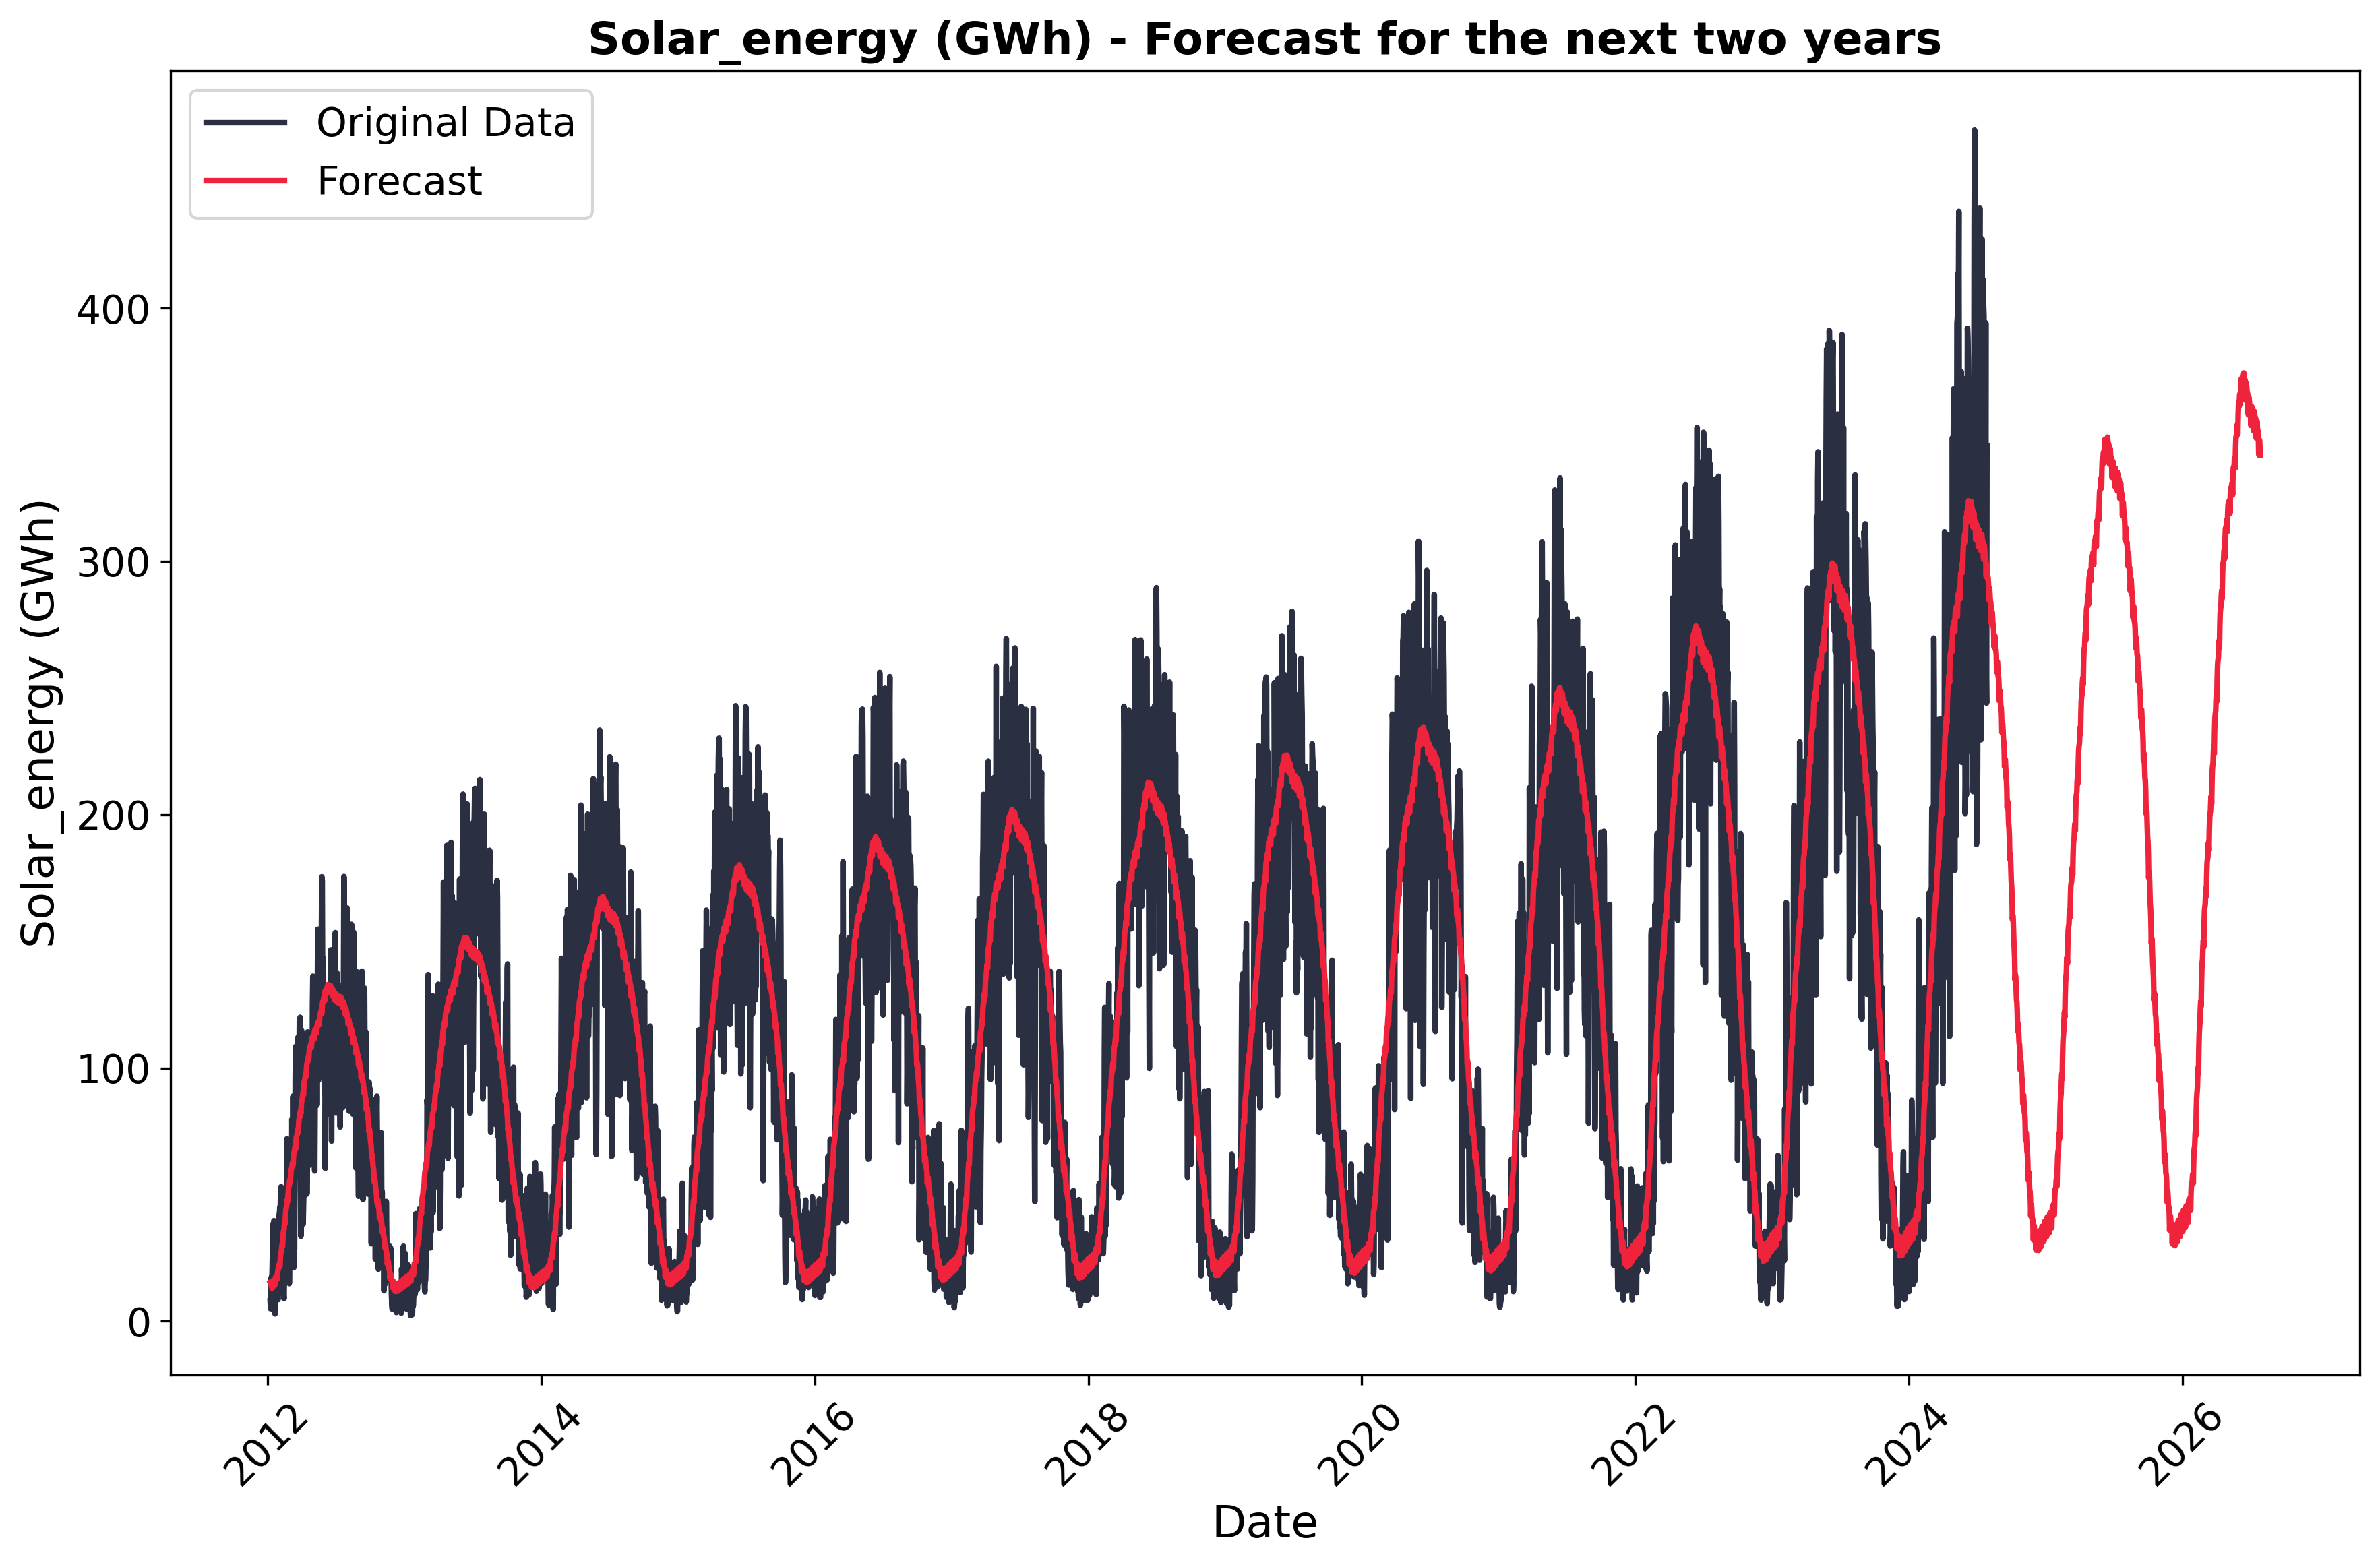 Solar_energy (GWh) - Forecast for the next two years
Original Data
Forecast
Solar_energy (GWh)
400
300
200
100
0
2012
2014
2016
2018
2020
2022
2024
2026
Date